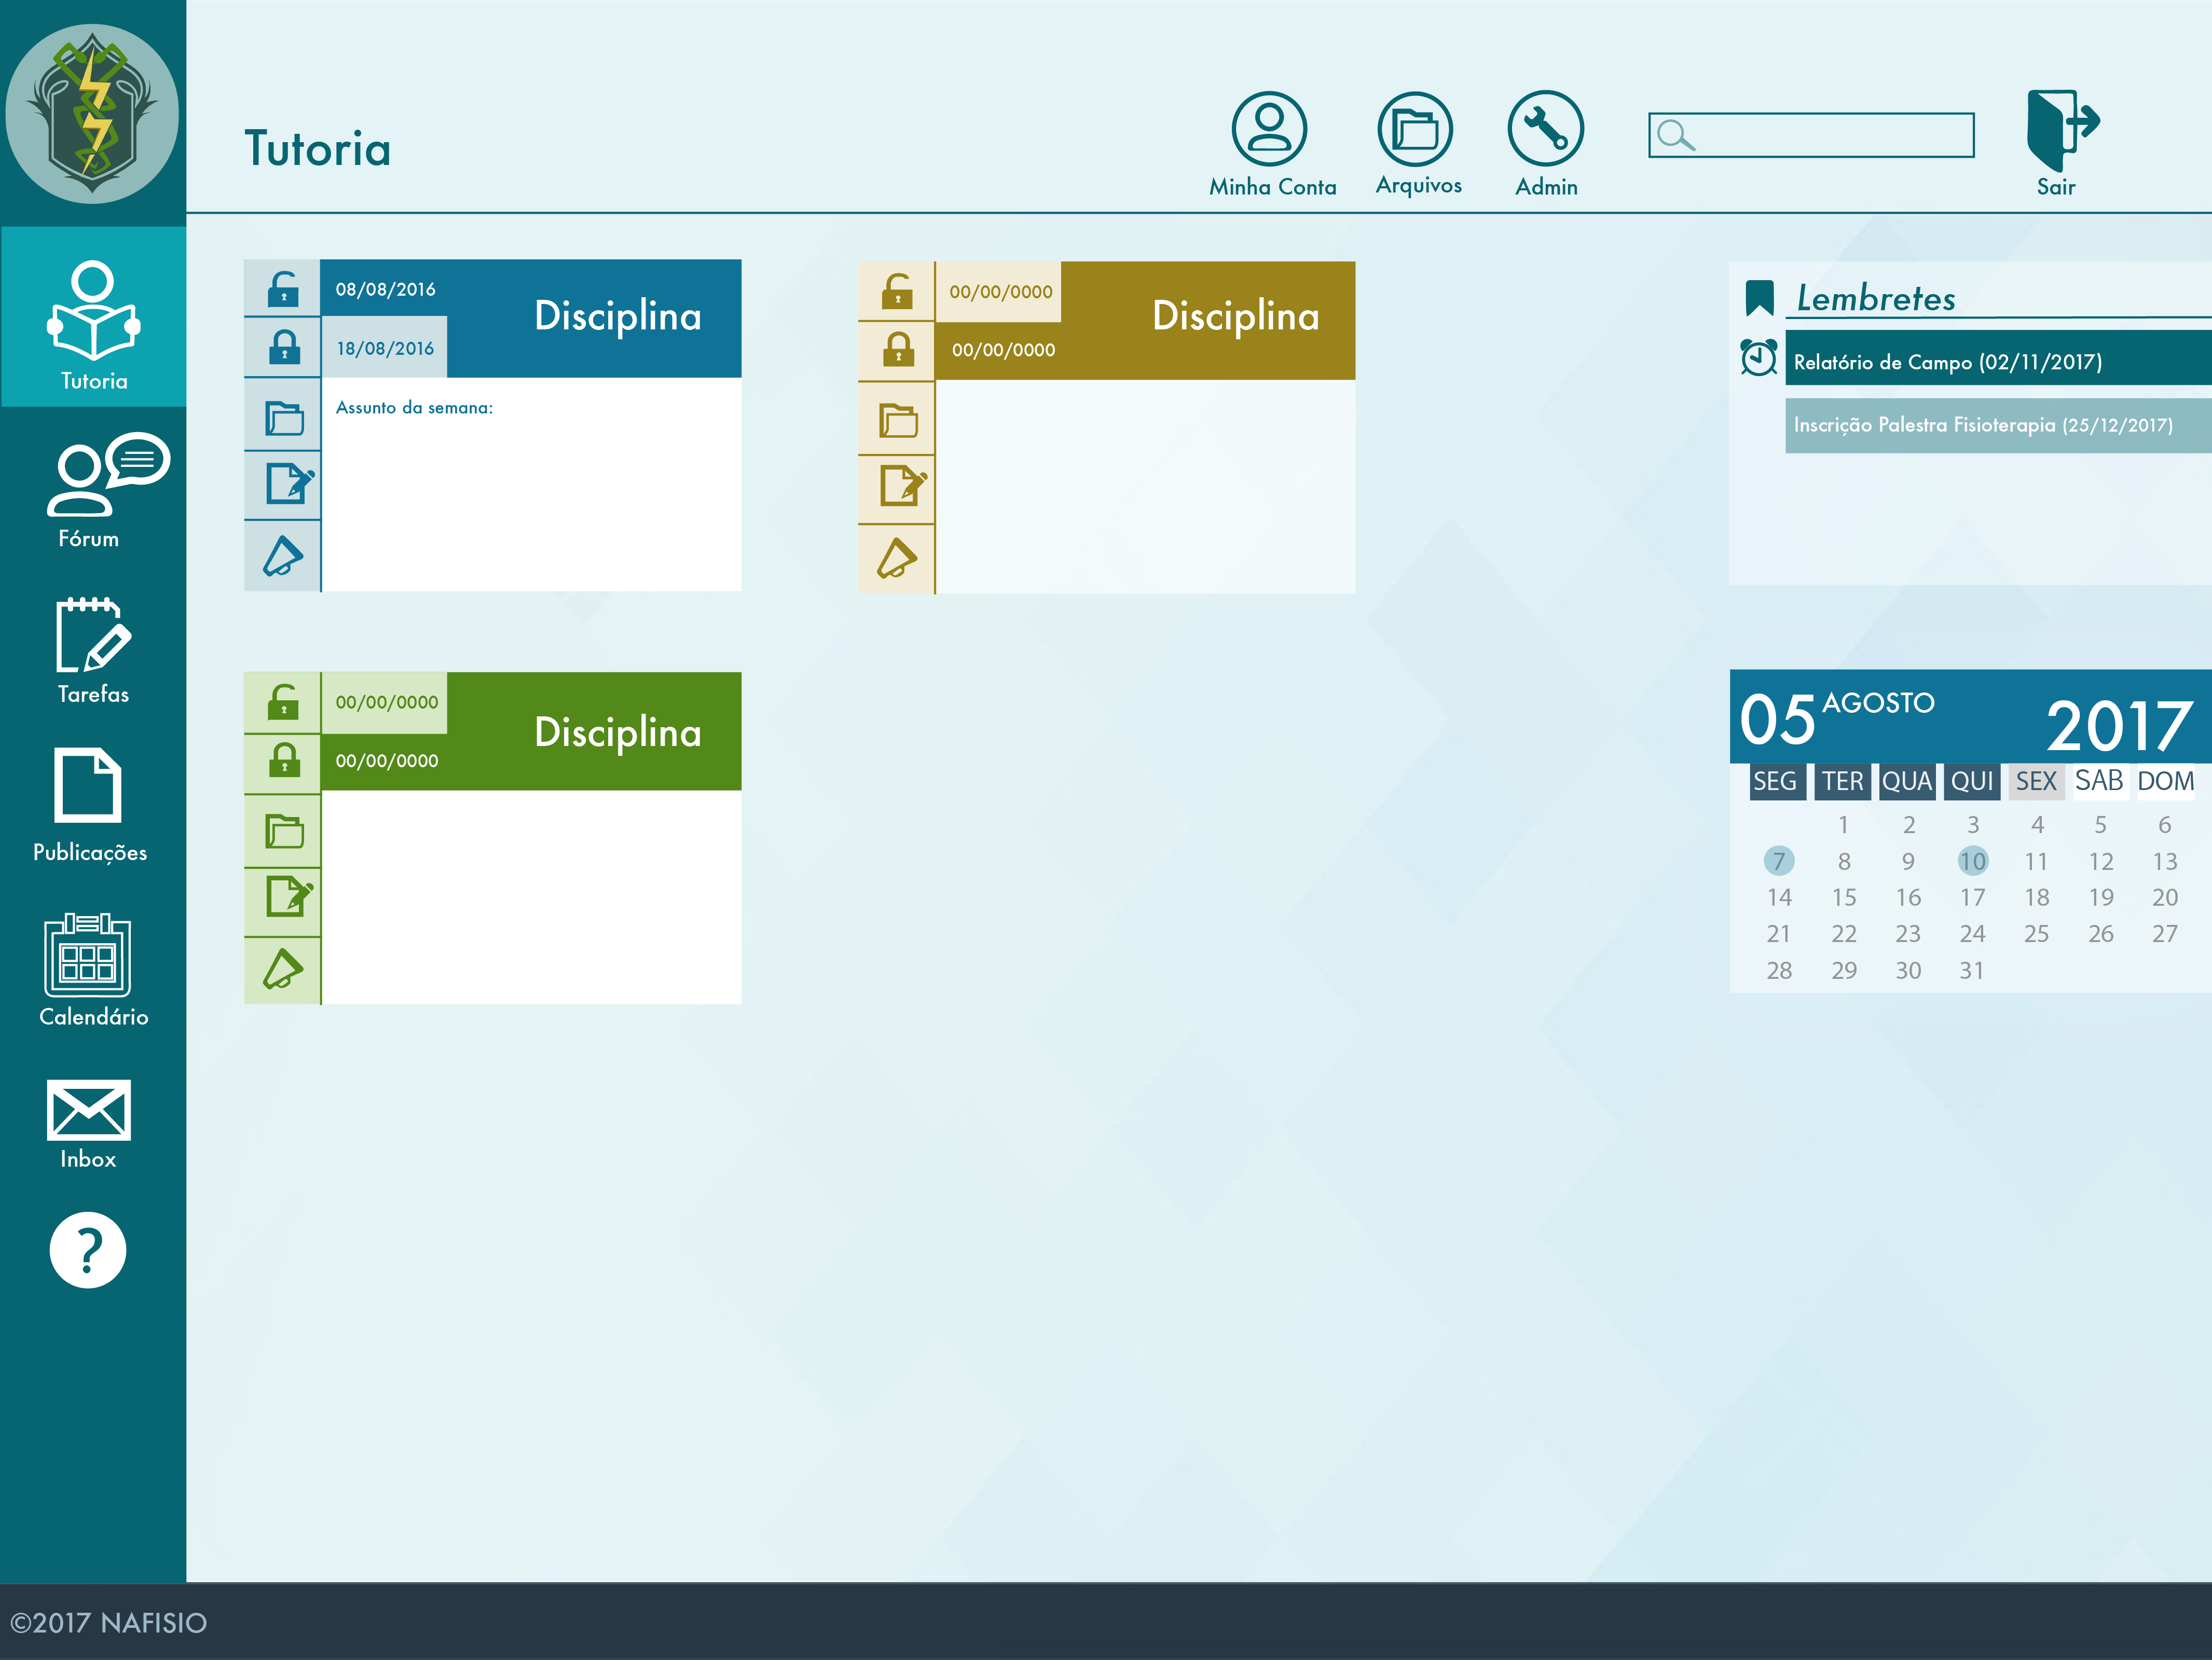 Tutoria
Minha Conta
Arquivos
Admin
Sair
Tutoria
Fórum
Tarefas
Publicações
Calendário
Inbox
?
08/08/2016
18/08/2016
Disciplina
Assunto da semana:
00/00/0000
00/00/0000
Disciplina
00/00/0000
00/00/0000
Disciplina
Lembretes
Relatório de Campo (02/11/2017)
Inscrição Palestra Fisioterapia (25/12/2017)
05 AGOSTO 2017
SEG TER QUA QUI SEX SAB DOM
1 2 3 4 5 6
7 8 9 10 11 12 13
14 15 16 17 18 19 20
21 22 23 24 25 26 27
28 29 30 31
©2017 NAFISIO